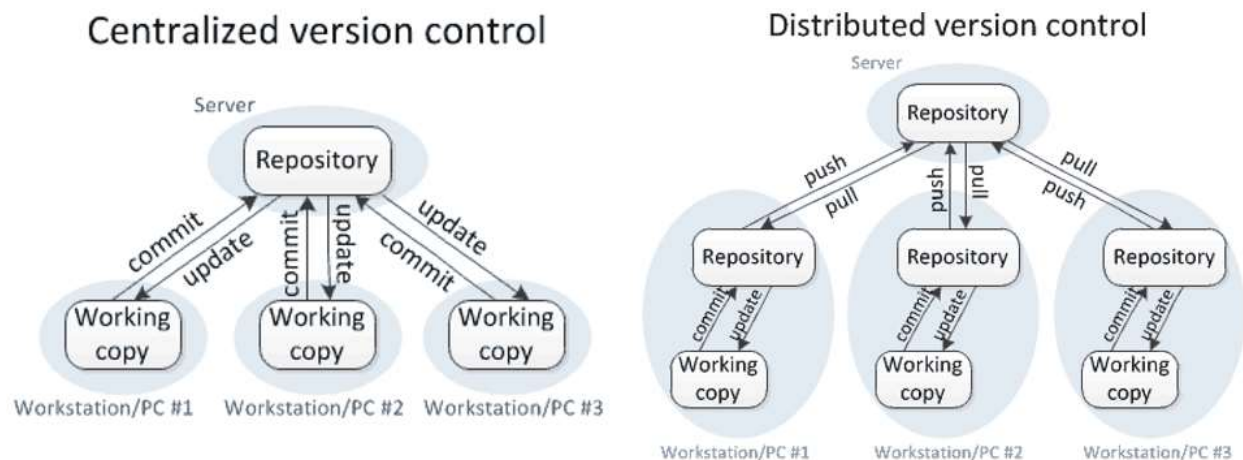 Centralized version control
Server
Repository
commit
update
commit
update
update
commit
Working
copy
Working
copy
Working
copy
Workstation/PC #1
Workstation/PC #2
Workstation/PC #3
Distributed version control
Server
Repository
push
pull
push
pull
pull
push
Repository
Repository
Repository
commit
update
commit
update
commit
update
Working
copy
Working
copy
Working
copy
Workstation/PC #1
Workstation/PC #2
Workstation/PC #3